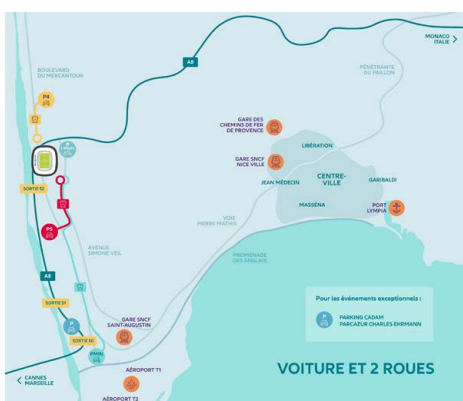 MONACO
ITALIE
A8
BOULEVARD
DU MERCANTOUR
PÉNÉTRANTE
DU PAILLON
P4
GARE DES
CHEMINS DE FER
DE PROVENCE
LIBÉRATION
GARE SNCF
NICE VILLE
CENTRE-
VILLE
JEAN MÉDECIN
GARIBALDI
SORTIE 52
MASSÉNA
PORT
LYMPIA
P5
VOIE
PIERRE MATHIS
AVENUE
SIMONE VEIL
PROMENADE
DES ANGLAIS
A8
SORTIE 51
Pour les événements exceptionnels :
P
PARKING CADAM
PARCAZUR CHARLES EHRMANN
P
GARE SNCF
SAINT-AUGUSTIN
SORTIE 50
PMIN
VOITURE ET 2 ROUES
AÉROPORT T1
CANNES
MARSEILLE
AÉROPORT T2